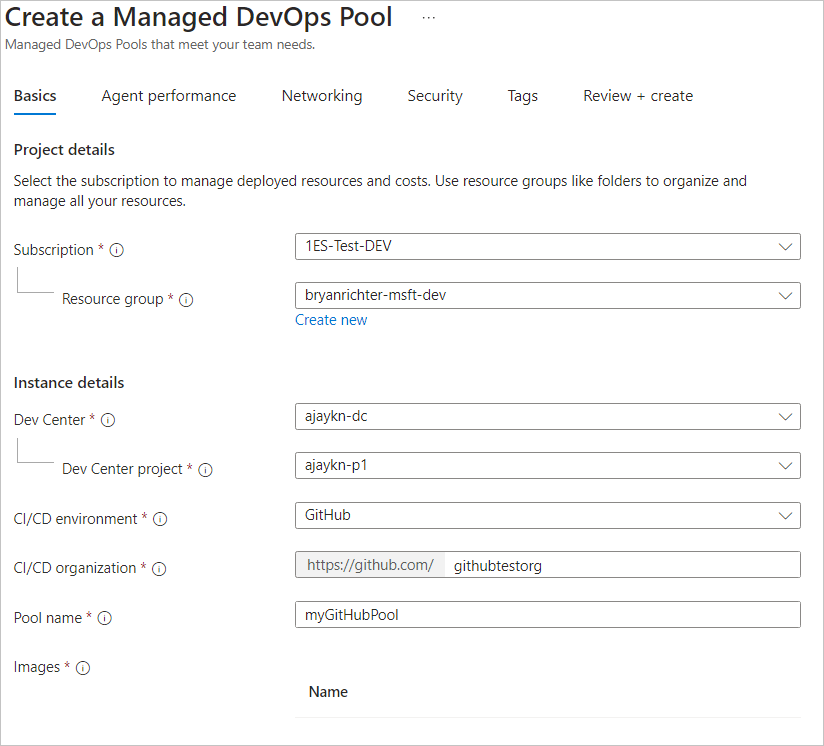 Create a Managed DevOps Pool ...
Managed DevOps Pools that meet your team needs.
Basics Agent performance Networking Security Tags Review + create
Project details
Select the subscription to manage deployed resources and costs. Use resource groups like folders to organize and
manage all your resources.
Subscription * 1ES-Test-DEV
Resource group * bryanrichter-msft-dev
Create new
Instance details
Dev Center * ajaykn-dc
Dev Center project * ajaykn-p1
CI/CD environment * GitHub
CI/CD organization * https://github.com/ githubtestorg
Pool name * myGitHubPool
Images *
Name